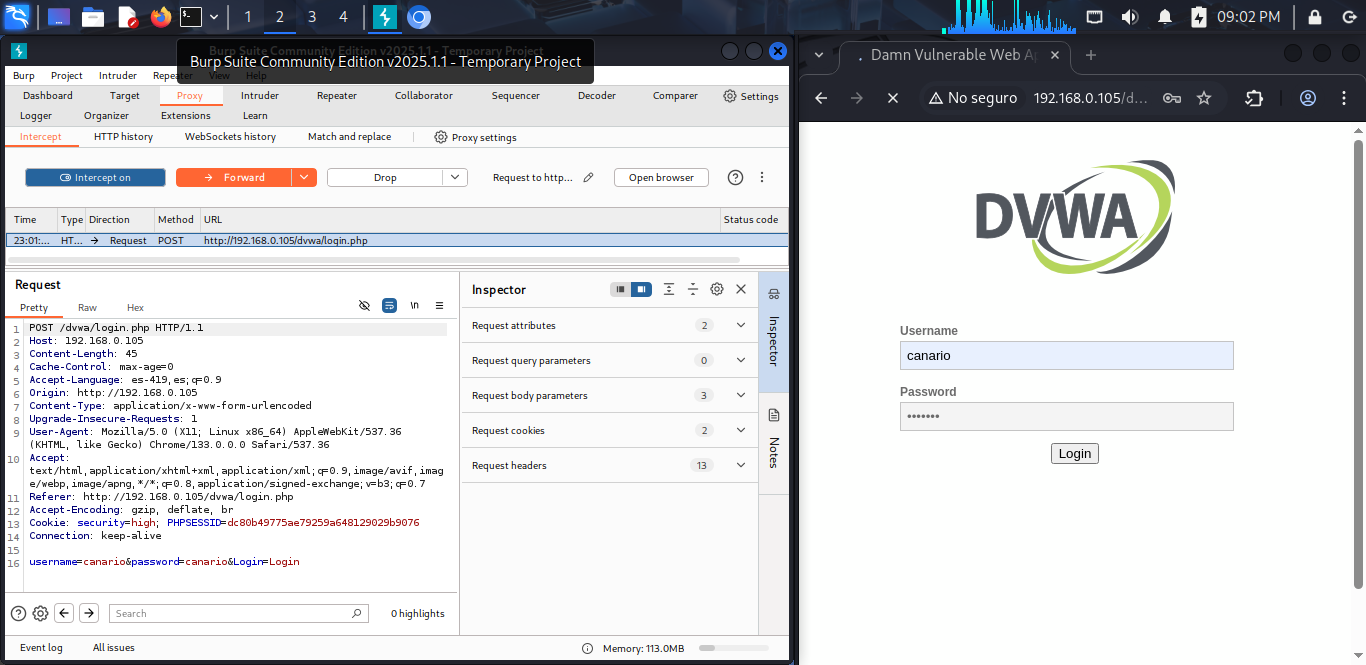 1 2 3 4 09:02 PM
Burp Suite Community Edition v2025.1.1 - Temporary Project
Burp Suite Community Edition v2025.1.1 - Temporary Project
Burp Project Intruder Repeater View Help
Dashboard Target Proxy Intruder Repeater Collaborator Sequencer Decoder Comparer Settings
Logger Organizer Extensions Learn
Intercept HTTP history WebSockets history Match and replace Proxy settings
Intercept on Forward Drop Request to http... Open browser
Time Type Direction Method URL Status code
23:01:... HT... Request POST http://192.168.0.105/dvwa/login.php
Request
Pretty Raw Hex \n
1 POST /dvwa/login.php HTTP/1.1
2 Host: 192.168.0.105
3 Content-Length: 45
4 Cache-Control: max-age=0
5 Accept-Language: es-419,es;q=0.9
6 Origin: http://192.168.0.105
7 Content-Type: application/x-www-form-urlencoded
8 Upgrade-Insecure-Requests: 1
9 User-Agent: Mozilla/5.0 (X11; Linux x86_64) AppleWebKit/537.36
(KHTML, like Gecko) Chrome/133.0.0.0 Safari/537.36
10 Accept:
text/html,application/xhtml+xml,application/xml;q=0.9,image/avif,imag
e/webp,image/apng,*/*;q=0.8,application/signed-exchange;v=b3;q=0.7
11 Referer: http://192.168.0.105/dvwa/login.php
12 Accept-Encoding: gzip, deflate, br
13 Cookie: security=high; PHPSESSID=dc80b49775ae79259a648129029b9076
14 Connection: keep-alive
15
16 username=canario&password=canario&Login=Login
Search 0 highlights
Inspector
Request attributes 2
Request query parameters 0
Request body parameters 3
Request cookies 2
Request headers 13
Inspector
Notes
Event log All issues Memory: 113.0MB
Damn Vulnerable Web Ap
No seguro 192.168.0.105/d...
DVWA
Username
canario
Password
•••••••
Login